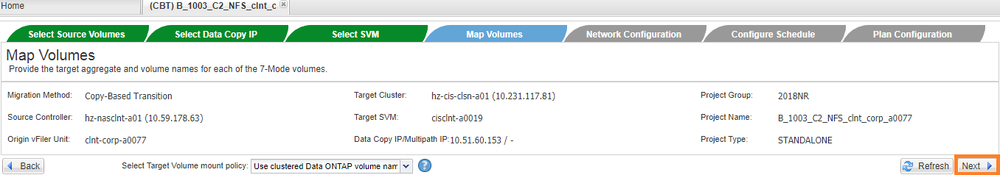 Home (CBT) B_1003_C2_NFS_clnt_c
Select Source Volumes Select Data Copy IP Select SVM Map Volumes Network Configuration Configure Schedule Plan Configuration
Map Volumes
Provide the target aggregate and volume names for each of the 7-Mode volumes.
Migration Method: Copy-Based Transition Target Cluster: hz-cis-clsn-a01 (10.231.117.81) Project Group: 2018NR
Source Controller: hz-nasclnt-a01 (10.59.178.63) Target SVM: cisclnt-a0019 Project Name: B_1003_C2_NFS_clnt_corp_a0077
Origin vFiler Unit: clnt-corp-a0077 Data Copy IP/Multipath IP: 10.51.60.153 / - Project Type: STANDALONE
Back Select Target Volume mount policy: Use clustered Data ONTAP volume nam ? Refresh Next